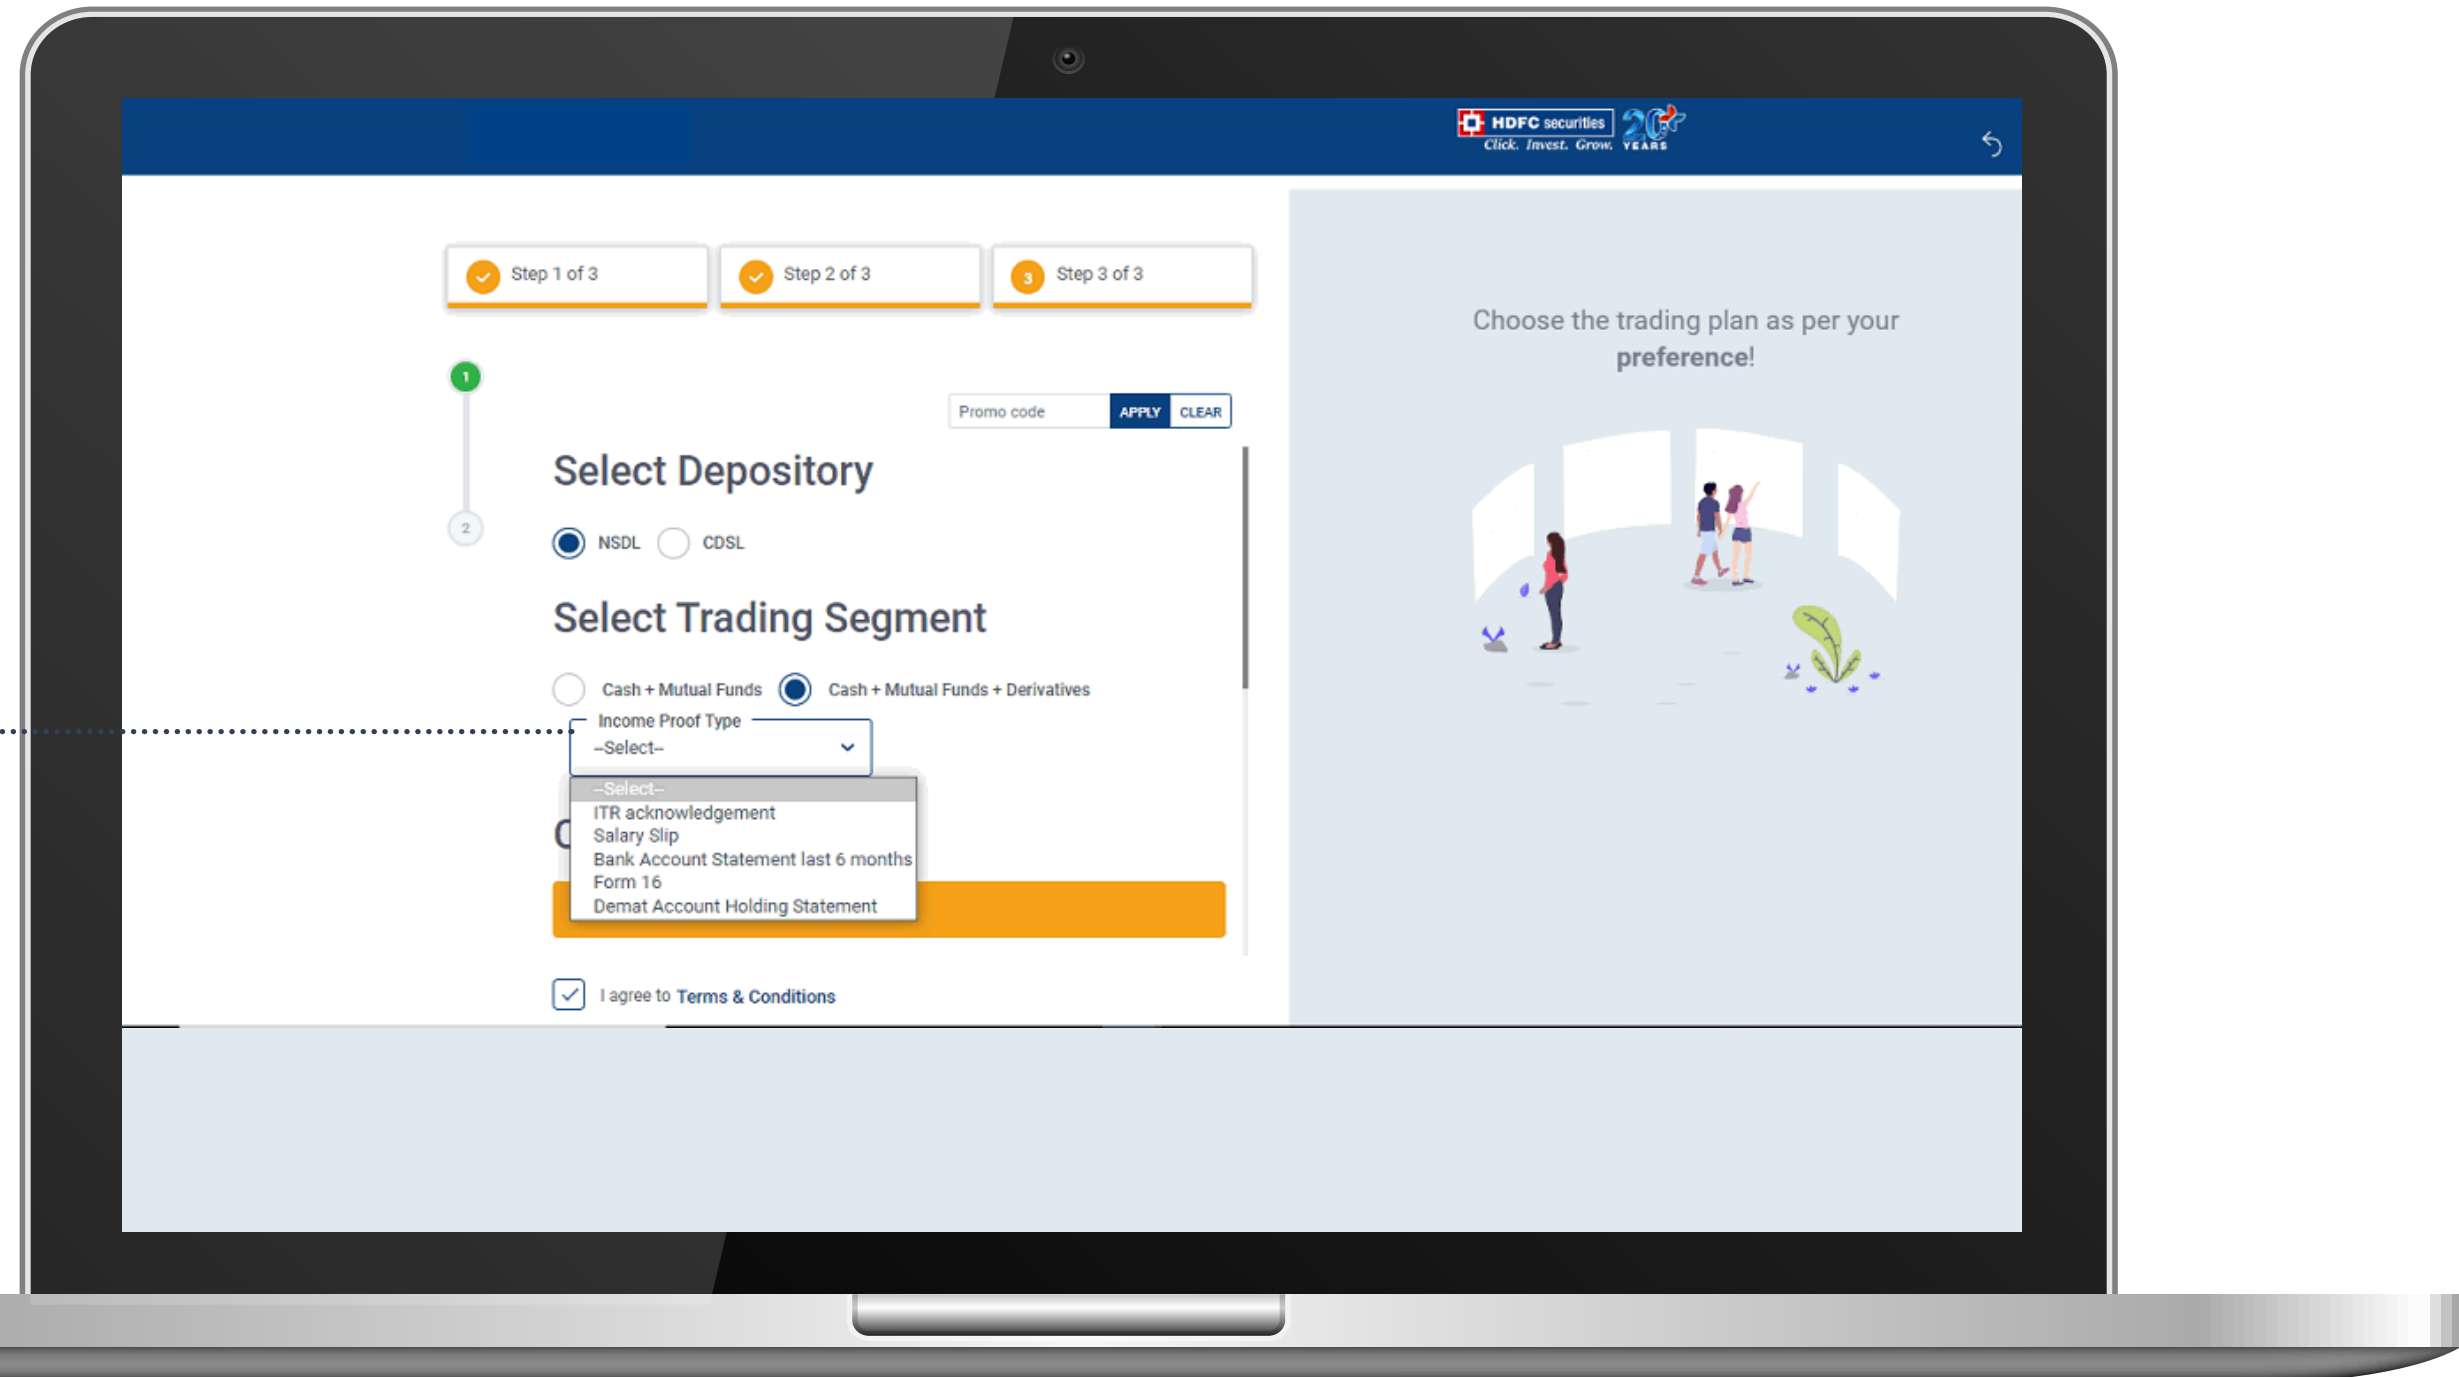 HDFC securities
Click. Invest. Grow.
20
YEARS
Step 1 of 3
Step 2 of 3
3 Step 3 of 3
1
Promo code APPLY CLEAR
Select Depository
2
NSDL CDSL
Select Trading Segment
Cash + Mutual Funds Cash + Mutual Funds + Derivatives
Income Proof Type
--Select--
--Select--
ITR acknowledgement
Salary Slip
Bank Account Statement last 6 months
Form 16
Demat Account Holding Statement
I agree to Terms & Conditions
Choose the trading plan as per your
preference!